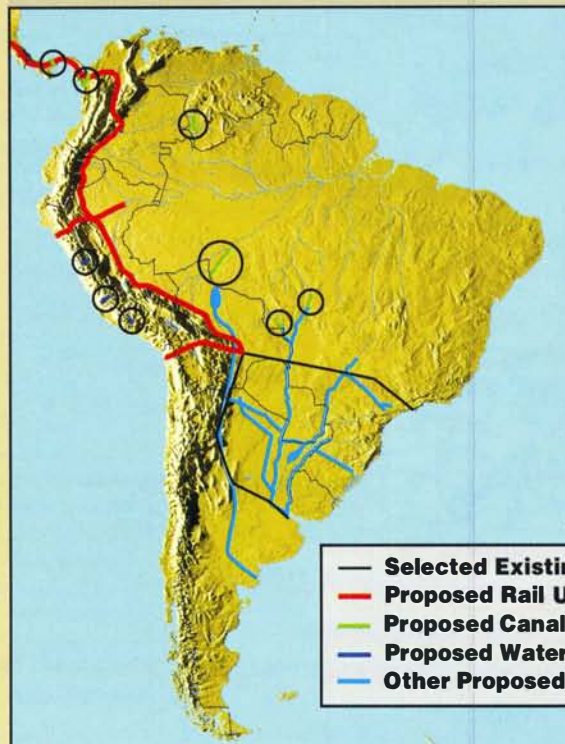 Selected Existin
Proposed Rail U
Proposed Canal
Proposed Water
Other Proposed